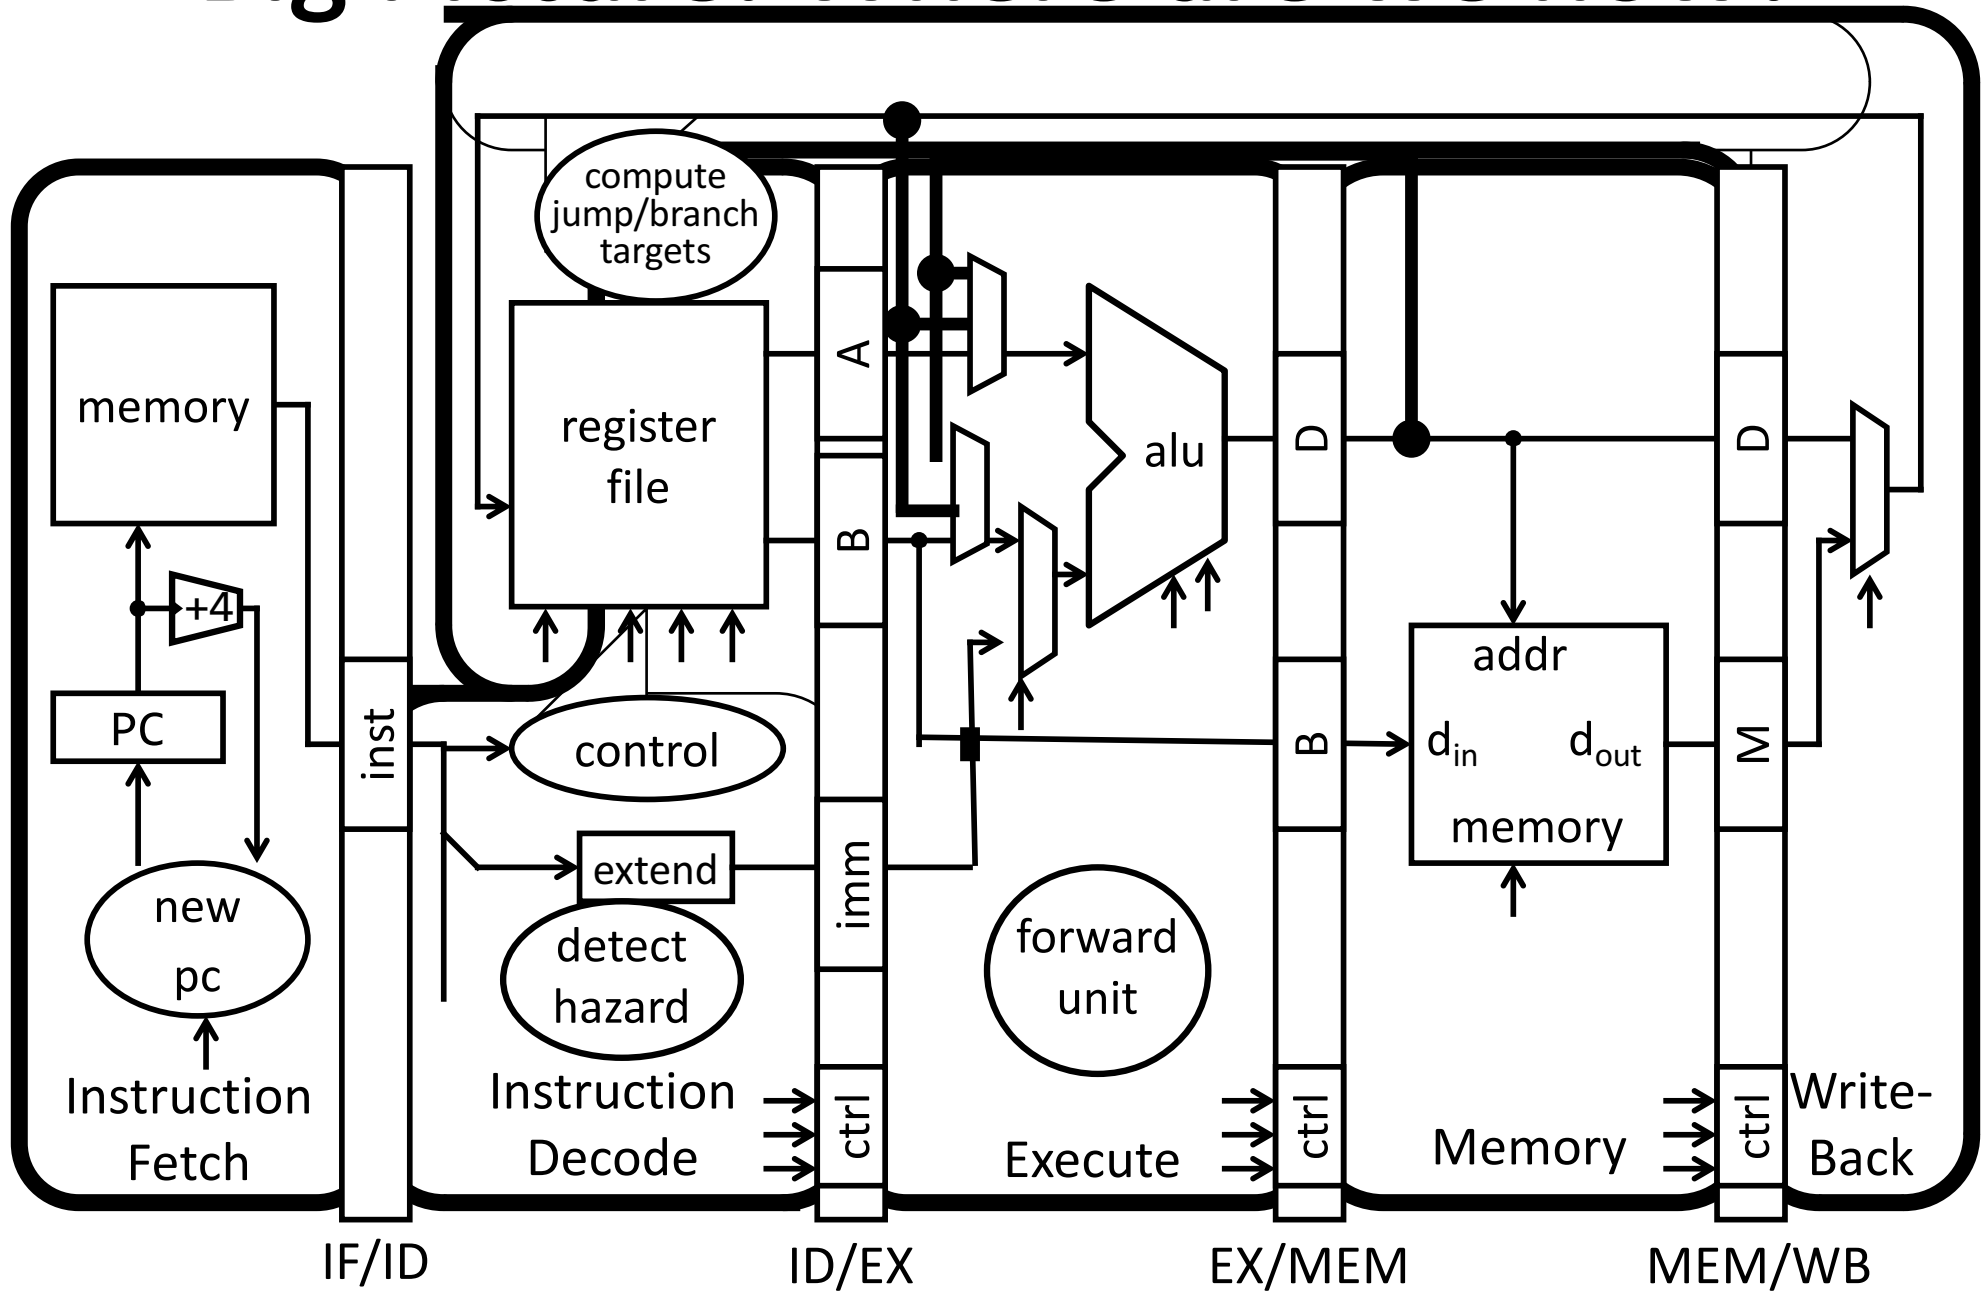 compute
jump/branch
targets
memory
register
file
A
B
alu
D
D
+4
PC
inst
control
addr
d_in
d_out
memory
B
M
extend
imm
new
pc
detect
hazard
forward
unit
Instruction
Fetch
Instruction
Decode
ctrl
Execute
ctrl
Memory
ctrl
Write-
Back
IF/ID
ID/EX
EX/MEM
MEM/WB